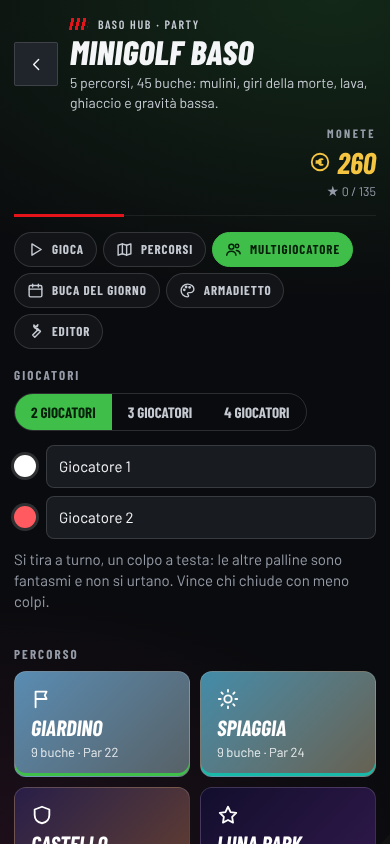 BASO HUB · PARTY
MINIGOLF BASO
5 percorsi, 45 buche: mulini, giri della morte, lava,
ghiaccio e gravità bassa.
MONETE
260
★ 0 / 135
GIOCA
PERCORSI
MULTIGIOCATORE
BUCA DEL GIORNO
ARMADIETTO
EDITOR
GIOCATORI
2 GIOCATORI
3 GIOCATORI
4 GIOCATORI
Giocatore 1
Giocatore 2
Si tira a turno, un colpo a testa: le altre palline sono
fantasmi e non si urtano. Vince chi chiude con meno
colpi.
PERCORSO
GIARDINO
9 buche · Par 22
SPIAGGIA
9 buche · Par 24
CASTELLO
LUNA PARK